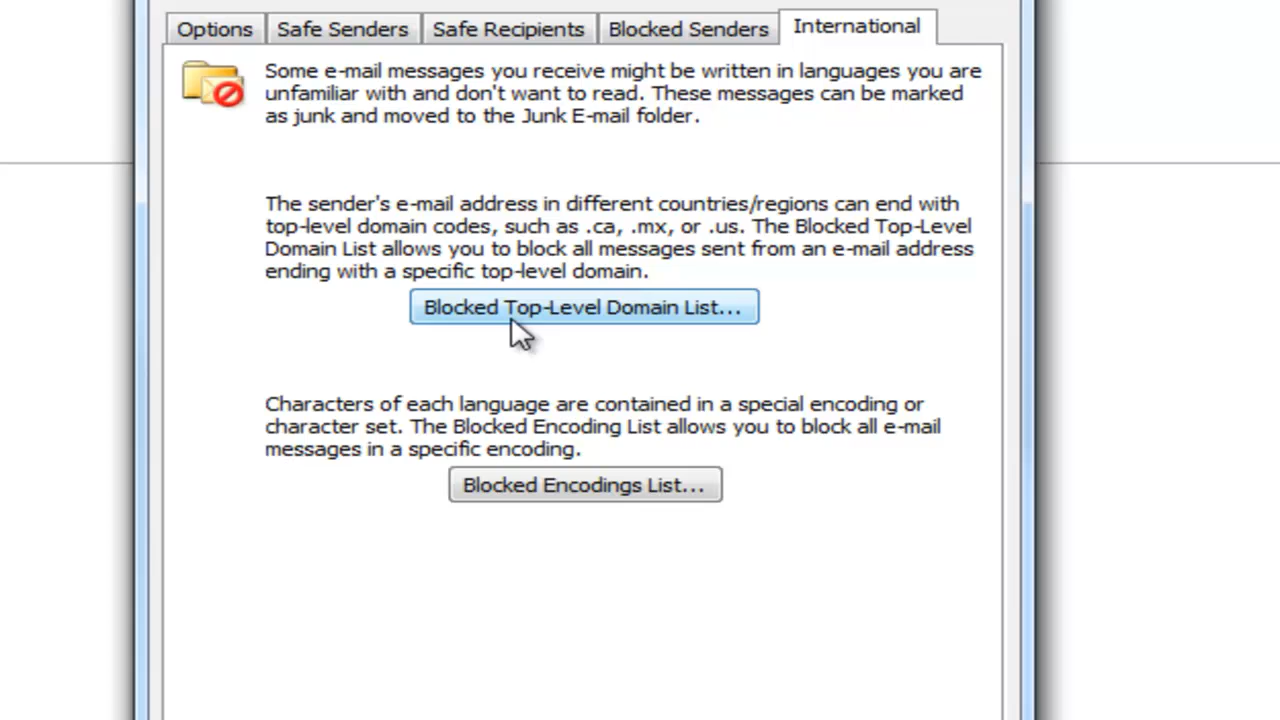 Options Safe Senders Safe Recipients Blocked Senders International
Some e-mail messages you receive might be written in languages you are
unfamiliar with and don't want to read. These messages can be marked
as junk and moved to the Junk E-mail folder.
The sender's e-mail address in different countries/regions can end with
top-level domain codes, such as .ca, .mx, or .us. The Blocked Top-Level
Domain List allows you to block all messages sent from an e-mail address
ending with a specific top-level domain.
Blocked Top-Level Domain List...
Characters of each language are contained in a special encoding or
character set. The Blocked Encoding List allows you to block all e-mail
messages in a specific encoding.
Blocked Encodings List...